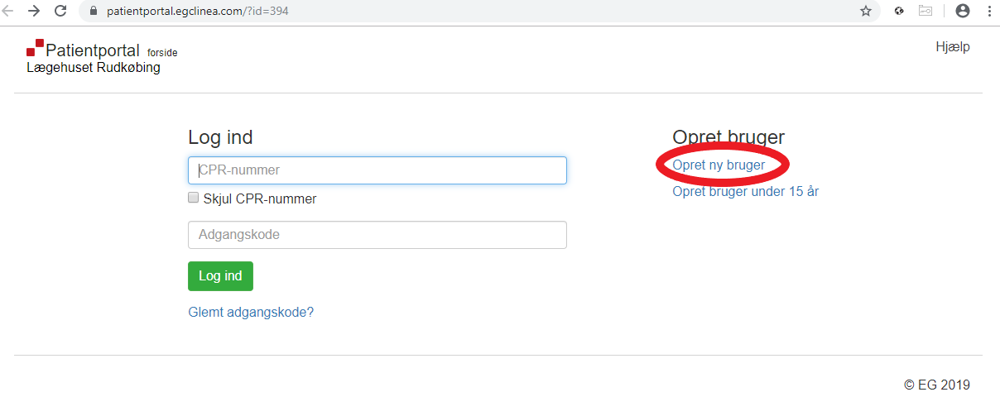 patientportal.egclinea.com/?id=394
Patientportal forside
Hjælp
Lægehuset Rudkøbing
Log ind
CPR-nummer
Skjul CPR-nummer
Adgangskode
Log ind
Glemt adgangskode?
Opret bruger
Opret ny bruger
Opret bruger under 15 år
© EG 2019